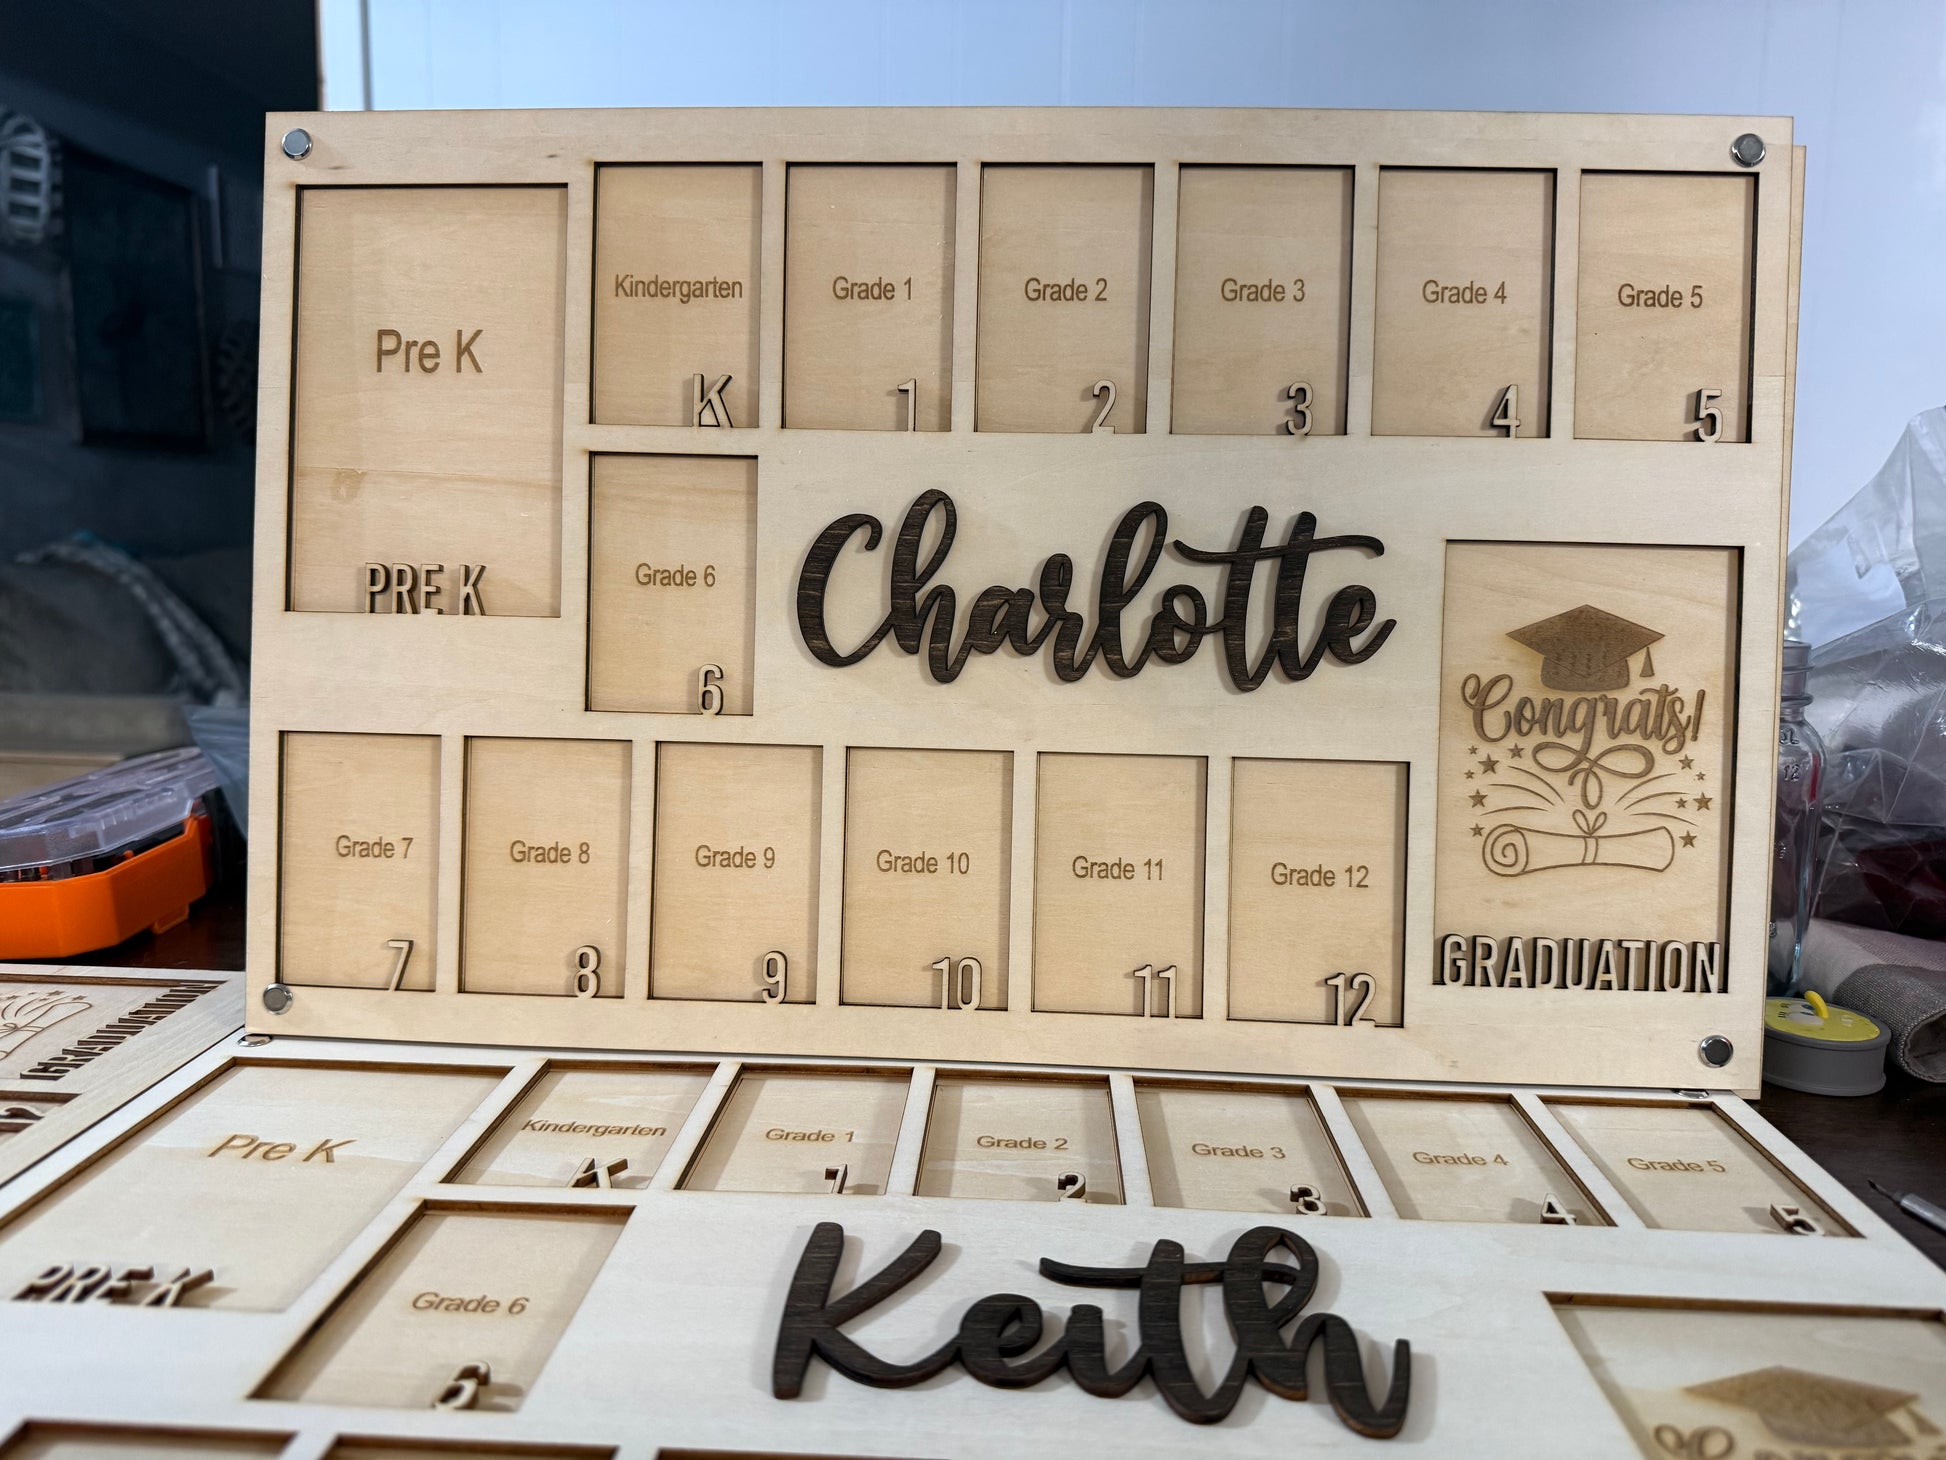 Pre K
PRE K
Kindergarten
K
Grade 1
1
Grade 2
2
Grade 3
3
Grade 4
4
Grade 5
5
Grade 6
6
Charlotte
Congrats!
GRADUATION
Grade 7
7
Grade 8
8
Grade 9
9
Grade 10
10
Grade 11
11
Grade 12
12
GRADUATION
12
Pre K
PRE K
Kindergarten
K
Grade 1
1
Grade 2
2
Grade 3
3
Grade 4
4
Grade 5
5
Grade 6
6
Keith